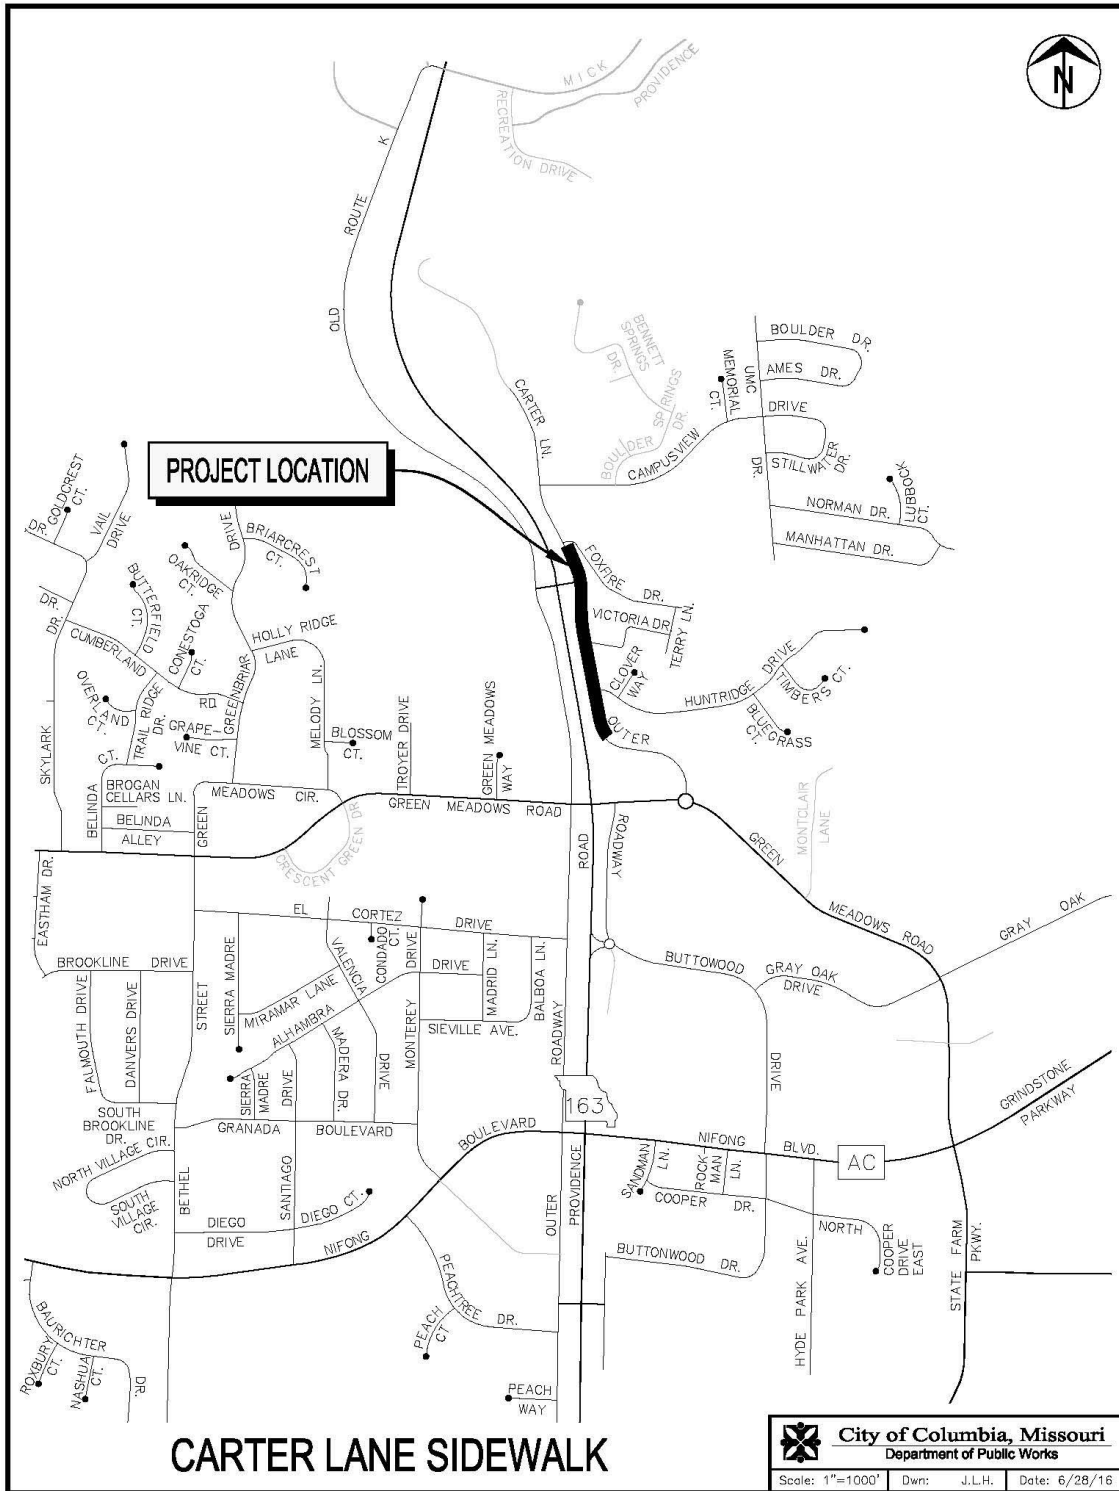 MICK
PROVIDENCE
RECREATION DRIVE
N
OLD ROUTE K
BENNETT
SPRINGS
DR.
BOULDER SPRINGS
DR.
CARTER LN.
CAMPUSVIEW DRIVE
MEMORIAL
CT.
UMC DR.
BOULDER DR.
AMES DR.
STILLWATER
DR.
NORMAN DR.
LUBBOCK
CT.
MANHATTAN DR.
PROJECT LOCATION
GOLDCREST
CT.
DR.
VAIL
DRIVE
DRIVE
BRIARCREST
CT.
OAKRIDGE
CT.
BUTTERFIELD
CT.
CONESTOGA
CT.
DR.
DR.
CUMBERLAND RD.
HOLLY RIDGE
LANE
OVERLAND
CT.
TRAIL RIDGE
DR.
GRAPE-
VINE CT.
GREENBRIAR
MELODY LN.
BLOSSOM
CT.
SKYLARK
CT.
BROGAN
CELLARS LN.
BELINDA
BELINDA
ALLEY
GREEN
MEADOWS CIR.
TROYER DRIVE
GREEN MEADOWS
WAY
GREEN MEADOWS ROAD
CRESCENT GREEN DR
FOXFIRE DR.
VICTORIA DR.
TERRY LN.
CLOVER
WAY
HUNTRIDGE DRIVE
TIMBERS CT.
BLUEGRASS
CT.
OUTER
ROADWAY
ROAD
MONTCLAIR
LANE
GREEN MEADOWS ROAD
GRAY OAK
EASTHAM DR.
BROOKLINE DRIVE
FALMOUTH DRIVE
DANVERS DRIVE
STREET
EL CORTEZ DRIVE
SIERRA MADRE
MIRAMAR LANE
VALENCIA
DRIVE
CONDADO
CT.
ALHAMBRA
DRIVE
MONTEREY
DRIVE
MADRID LN.
BALBOA LN.
SIEVILLE AVE.
MADERA DR.
BUTTOWOOD
DRIVE
GRAY OAK
DRIVE
ROADWAY
SOUTH
BROOKLINE
DR.
SIERRA
MADRE
DRIVE
GRANADA BOULEVARD
163
GRINDSTONE
PARKWAY
NORTH VILLAGE CIR.
SOUTH
VILLAGE
CIR.
BETHEL
SANTIAGO
DIEGO
DRIVE
DIEGO CT.
NIFONG
BOULEVARD
NIFONG BLVD.
AC
SANDMAN
LN.
ROCK-
MAN
LN.
COOPER DR.
NORTH
COOPER
DRIVE
EAST
OUTER
PROVIDENCE
BUTTONWOOD DR.
HYDE PARK AVE.
STATE FARM
PKWY.
PEACHTREE DR.
PEACH
CT
PEACH
WAY
BAURICHTER
DR.
ROXBURY
CT.
NASHUA
CT.
CARTER LANE SIDEWALK
City of Columbia, Missouri
Department of Public Works
Scale: 1"=1000' Dwn: J.L.H. Date: 6/28/16